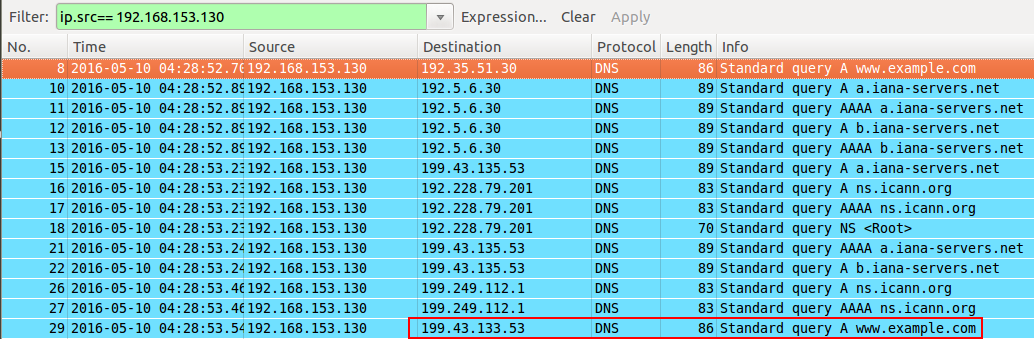 Filter: ip.src== 192.168.153.130 Expression... Clear Apply
No. Time Source Destination Protocol Length Info
8 2016-05-10 04:28:52.70 192.168.153.130 192.35.51.30 DNS 86 Standard query A www.example.com
10 2016-05-10 04:28:52.89 192.168.153.130 192.5.6.30 DNS 89 Standard query A a.iana-servers.net
11 2016-05-10 04:28:52.89 192.168.153.130 192.5.6.30 DNS 89 Standard query AAAA a.iana-servers.net
12 2016-05-10 04:28:52.89 192.168.153.130 192.5.6.30 DNS 89 Standard query A b.iana-servers.net
13 2016-05-10 04:28:52.89 192.168.153.130 192.5.6.30 DNS 89 Standard query AAAA b.iana-servers.net
15 2016-05-10 04:28:53.23 192.168.153.130 199.43.135.53 DNS 89 Standard query A a.iana-servers.net
16 2016-05-10 04:28:53.23 192.168.153.130 192.228.79.201 DNS 83 Standard query A ns.icann.org
17 2016-05-10 04:28:53.23 192.168.153.130 192.228.79.201 DNS 83 Standard query AAAA ns.icann.org
18 2016-05-10 04:28:53.23 192.168.153.130 192.228.79.201 DNS 70 Standard query NS <Root>
21 2016-05-10 04:28:53.24 192.168.153.130 199.43.135.53 DNS 89 Standard query AAAA a.iana-servers.net
22 2016-05-10 04:28:53.24 192.168.153.130 199.43.135.53 DNS 89 Standard query A b.iana-servers.net
26 2016-05-10 04:28:53.46 192.168.153.130 199.249.112.1 DNS 83 Standard query A ns.icann.org
27 2016-05-10 04:28:53.46 192.168.153.130 199.249.112.1 DNS 83 Standard query AAAA ns.icann.org
29 2016-05-10 04:28:53.54 192.168.153.130 199.43.133.53 DNS 86 Standard query A www.example.com